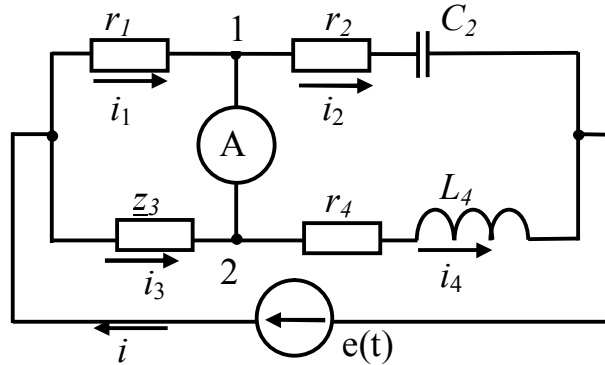 r₁ 1 r₂ C₂
i₁ A i₂
z₃ r₄ L₄
i₃ 2 i₄
i e(t)